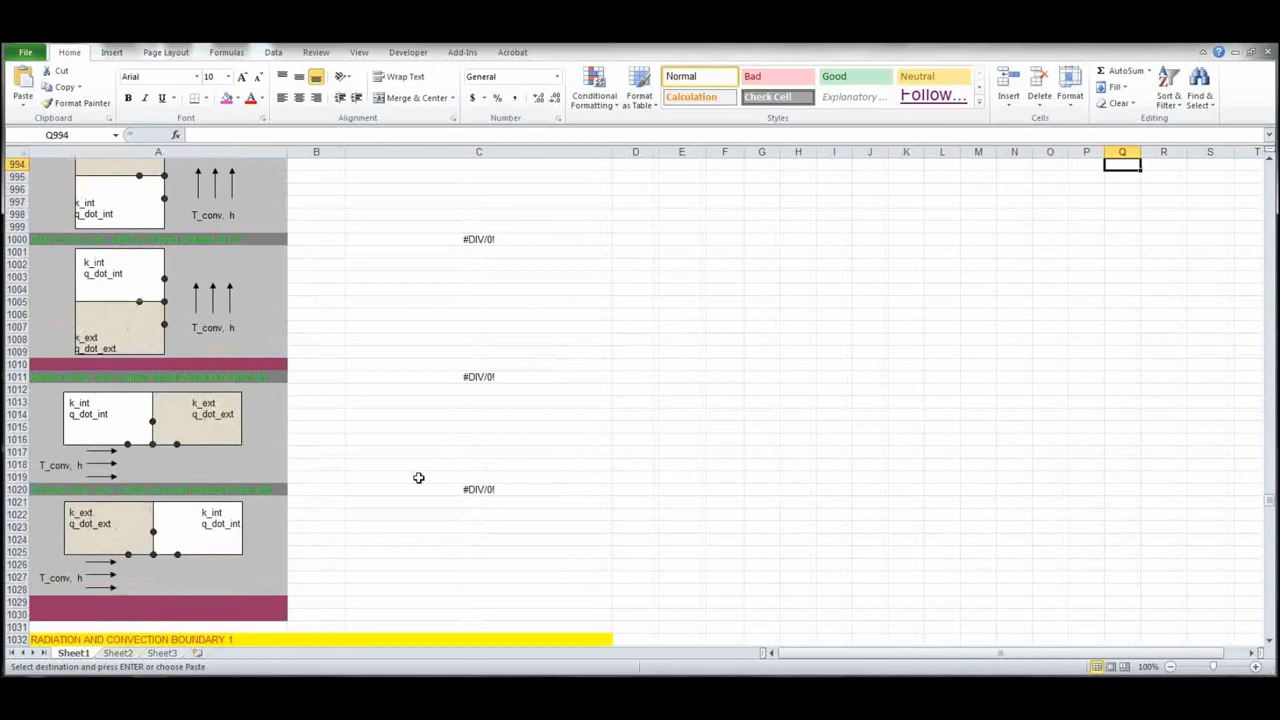 File Home Insert Page Layout Formulas Data Review View Developer Add-Ins Acrobat
Paste Cut Copy Format Painter Clipboard
Arial 10 Font
Wrap Text Merge & Center Alignment
General $ % , Number
Conditional Formatting Format as Table
Normal Bad Good Neutral
Calculation Check Cell Explanatory ... Follow... Styles
Insert Delete Format Cells
AutoSum Fill Clear Sort & Filter Find & Select Editing
Q994 fx
A B C D E F G H I J K L M N O P Q R S T
994
995
996
997 k_int
998 q_dot_int T_conv, h
999
1000 #DIV/0!
1001
1002 k_int
1003 q_dot_int
1004
1005
1006
1007 T_conv, h
1008 k_ext
1009 q_dot_ext
1010
1011 #DIV/0!
1012
1013 k_int k_ext
1014 q_dot_int q_dot_ext
1015
1016
1017
1018 T_conv, h
1019
1020 #DIV/0!
1021
1022 k_ext k_int
1023 q_dot_ext q_dot_int
1024
1025
1026
1027 T_conv, h
1028
1029
1030
1031
1032 RADIATION AND CONVECTION BOUNDARY 1
Sheet1 Sheet2 Sheet3
Select destination and press ENTER or choose Paste 100%